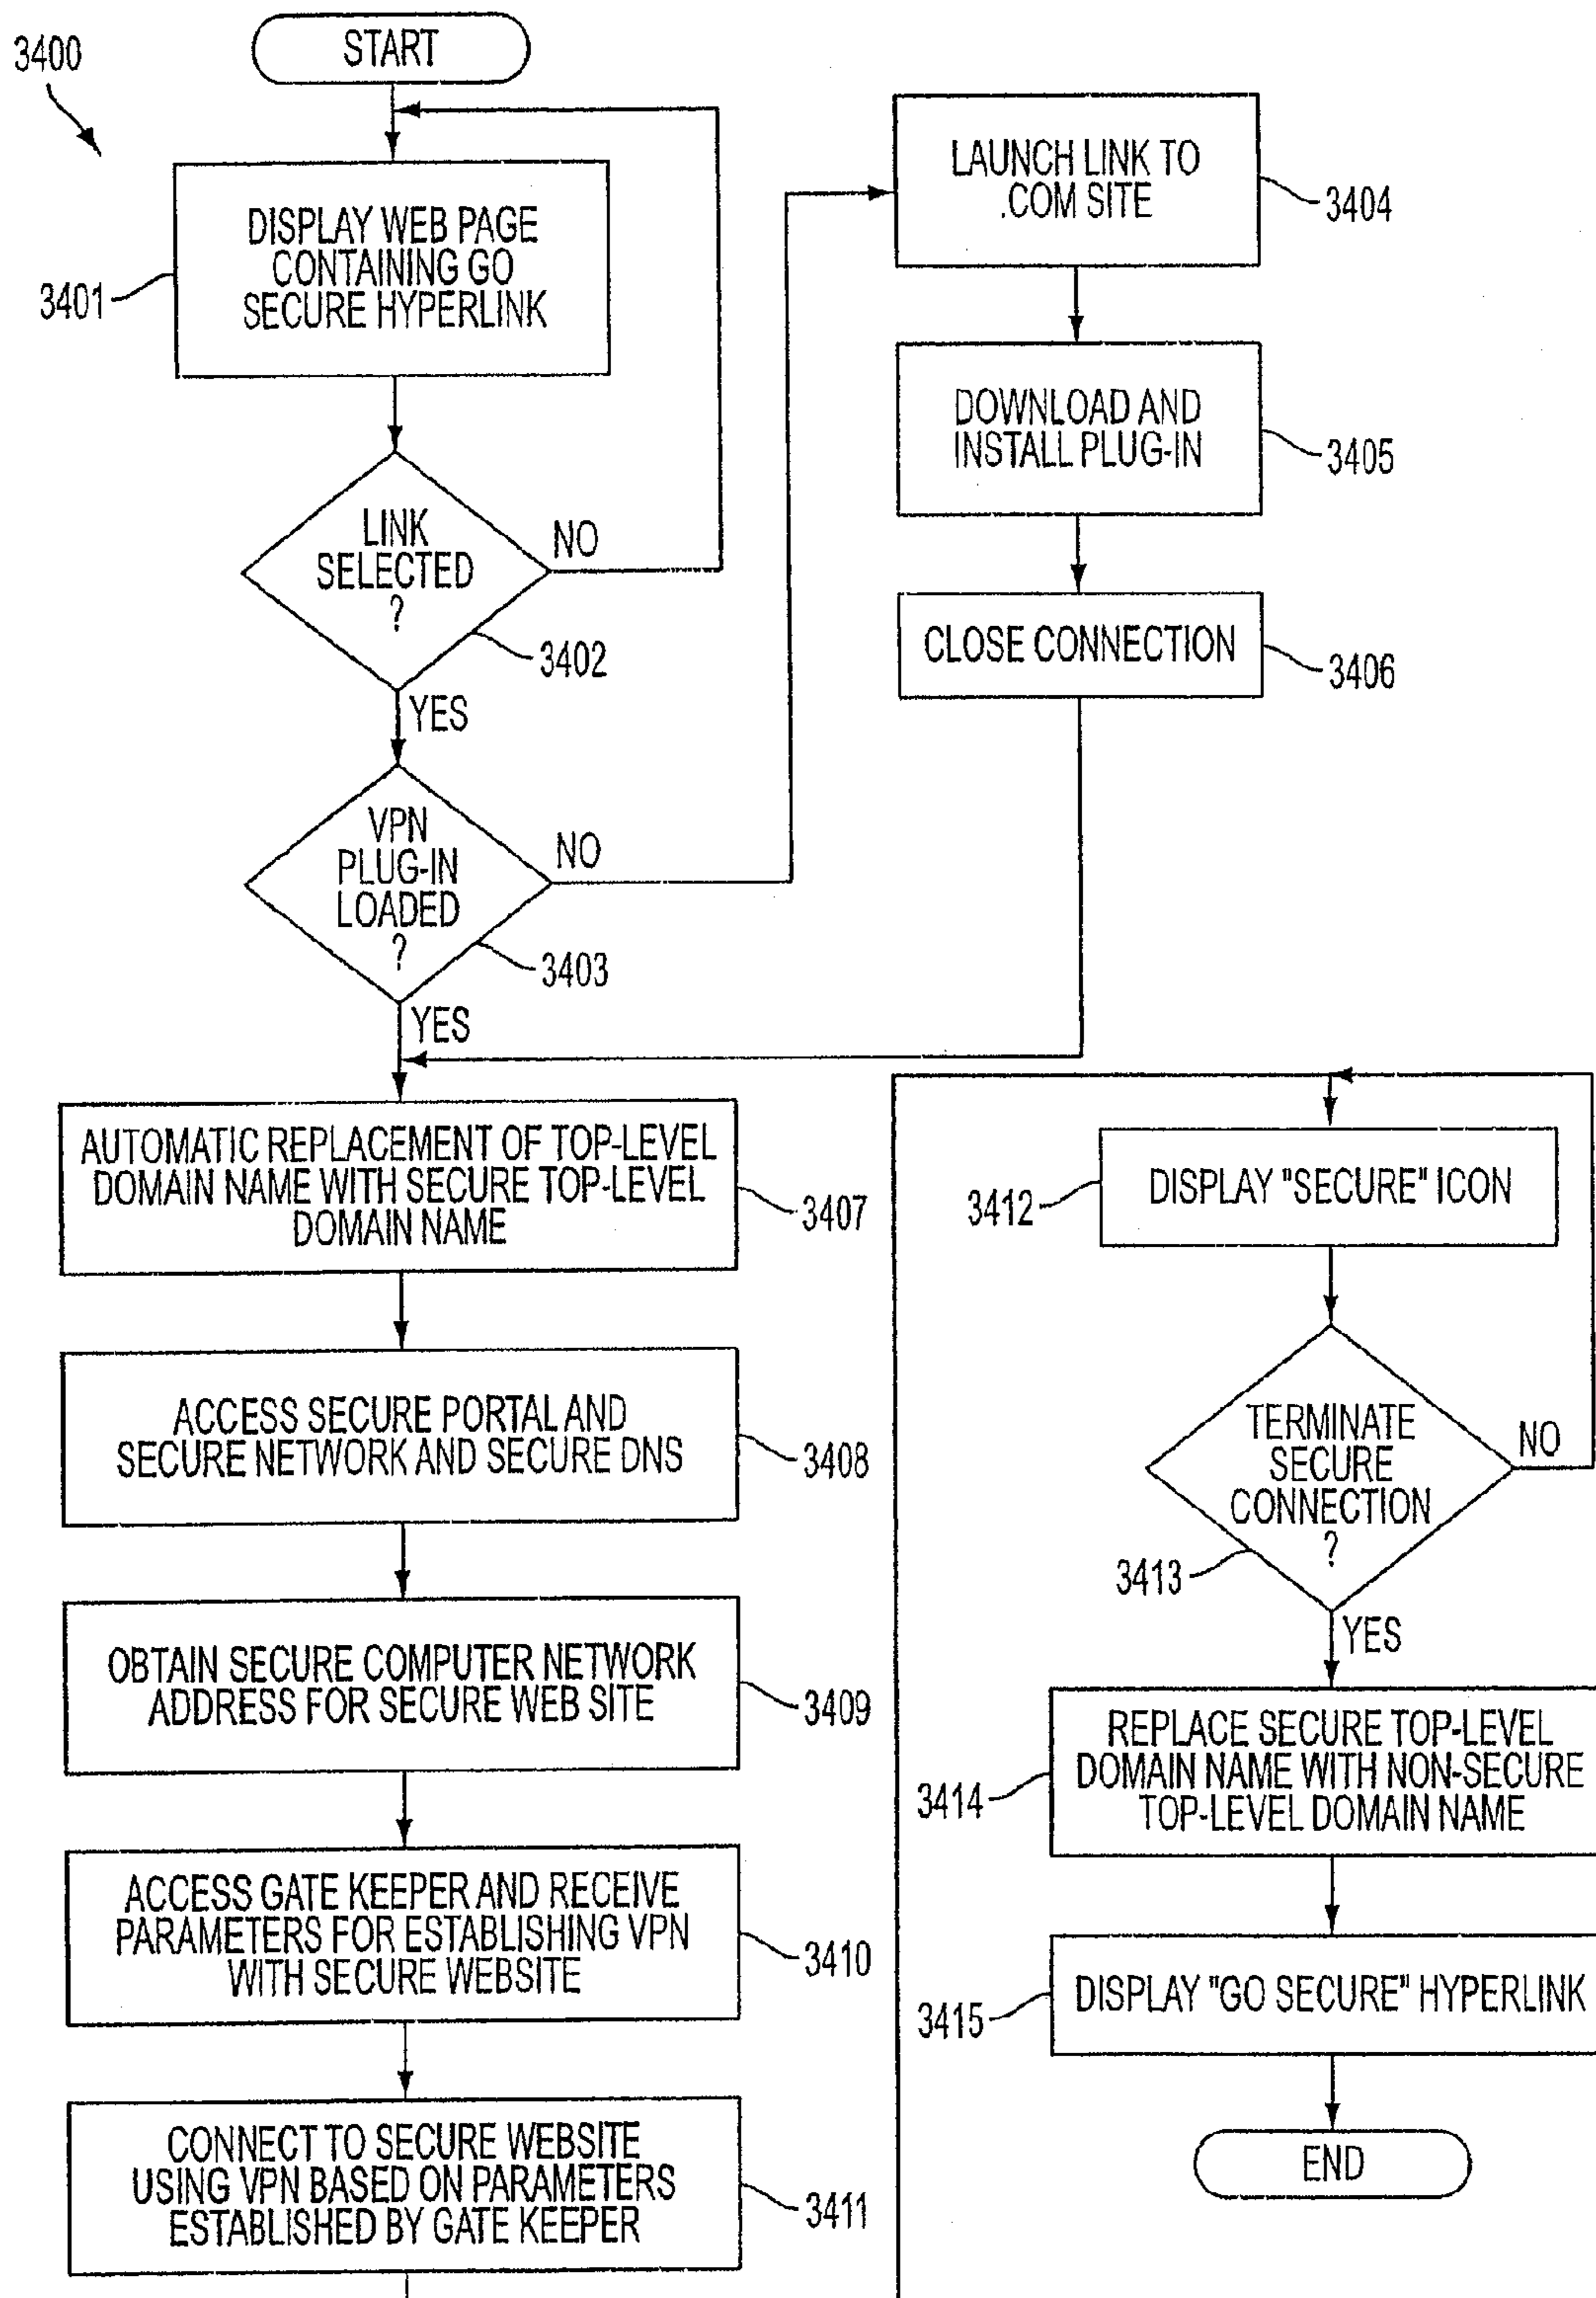 3400
START
DISPLAY WEB PAGE
CONTAINING GO
SECURE HYPERLINK
3401
LINK
SELECTED
?
NO
3402
YES
VPN
PLUG-IN
LOADED
?
NO
3403
YES
LAUNCH LINK TO
.COM SITE
3404
DOWNLOAD AND
INSTALL PLUG-IN
3405
CLOSE CONNECTION
3406
AUTOMATIC REPLACEMENT OF TOP-LEVEL
DOMAIN NAME WITH SECURE TOP-LEVEL
DOMAIN NAME
3407
ACCESS SECURE PORTAL AND
SECURE NETWORK AND SECURE DNS
3408
OBTAIN SECURE COMPUTER NETWORK
ADDRESS FOR SECURE WEB SITE
3409
ACCESS GATE KEEPER AND RECEIVE
PARAMETERS FOR ESTABLISHING VPN
WITH SECURE WEBSITE
3410
CONNECT TO SECURE WEBSITE
USING VPN BASED ON PARAMETERS
ESTABLISHED BY GATE KEEPER
3411
DISPLAY "SECURE" ICON
3412
TERMINATE
SECURE
CONNECTION
?
NO
3413
YES
REPLACE SECURE TOP-LEVEL
DOMAIN NAME WITH NON-SECURE
TOP-LEVEL DOMAIN NAME
3414
DISPLAY "GO SECURE" HYPERLINK
3415
END